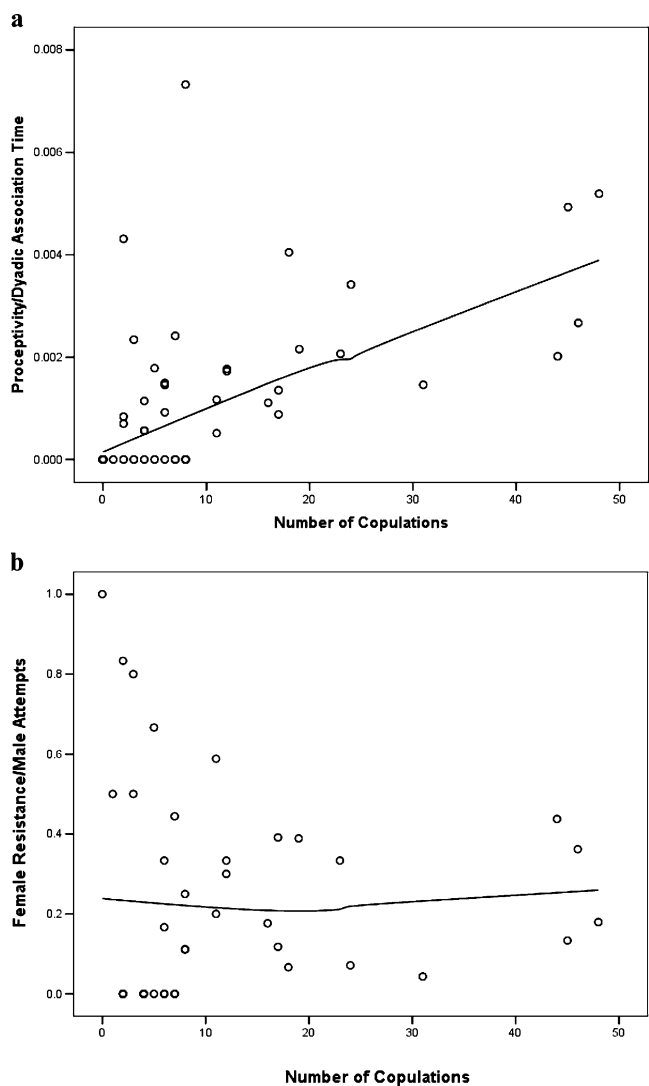 a
Proceptivity/Dyadic Association Time
0.008
0.006
0.004
0.002
0.000
0 10 20 30 40 50
Number of Copulations
b
Female Resistance/Male Attempts
1.0
0.8
0.6
0.4
0.2
0.0
0 10 20 30 40 50
Number of Copulations